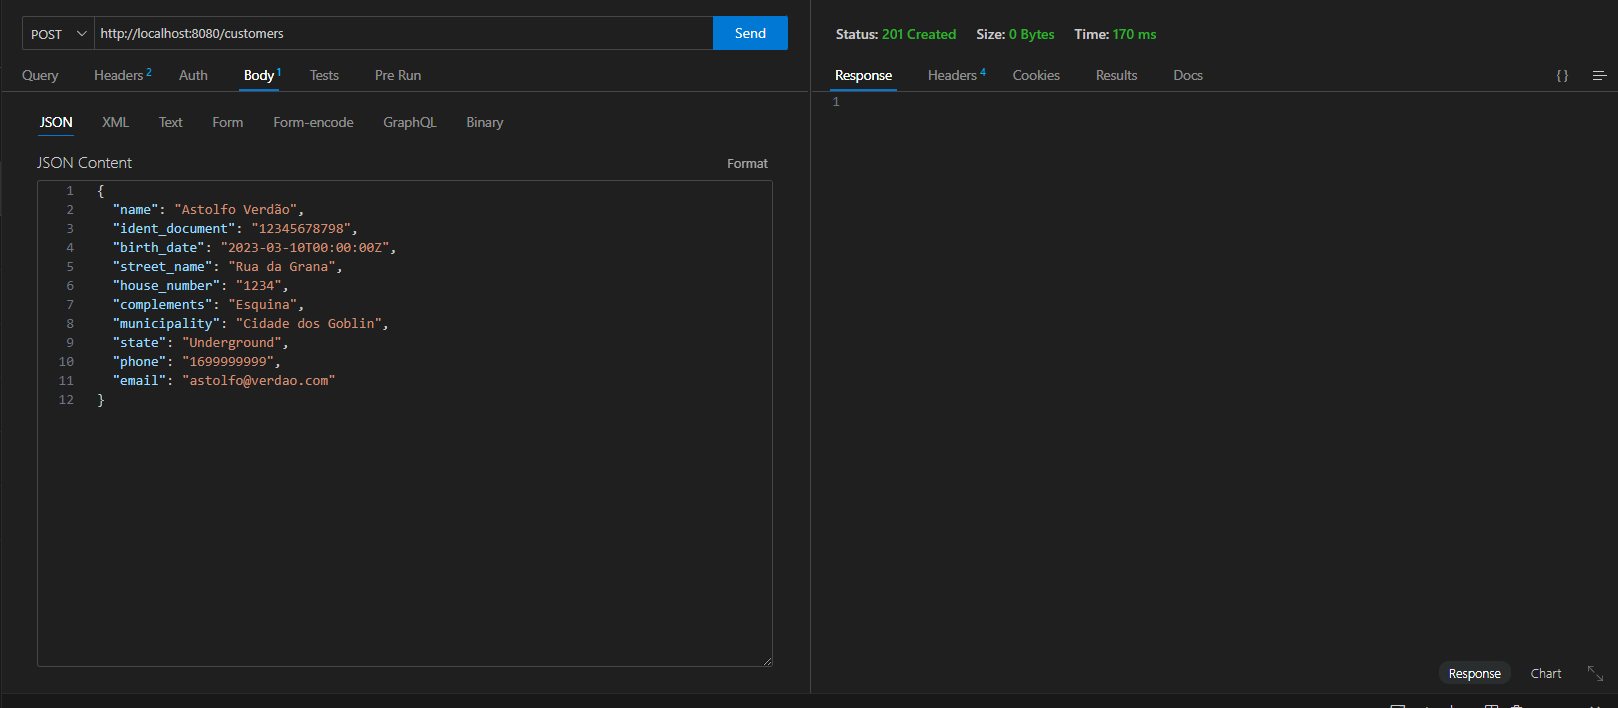 POST http://localhost:8080/customers Send
Query Headers 2 Auth Body 1 Tests Pre Run
JSON XML Text Form Form-encode GraphQL Binary
JSON Content Format
1 {
2 "name": "Astolfo Verdão",
3 "ident_document": "12345678798",
4 "birth_date": "2023-03-10T00:00:00Z",
5 "street_name": "Rua da Grana",
6 "house_number": "1234",
7 "complements": "Esquina",
8 "municipality": "Cidade dos Goblin",
9 "state": "Underground",
10 "phone": "1699999999",
11 "email": "astolfo@verdao.com"
12 }
Status: 201 Created Size: 0 Bytes Time: 170 ms
Response Headers 4 Cookies Results Docs { }
1
Response Chart